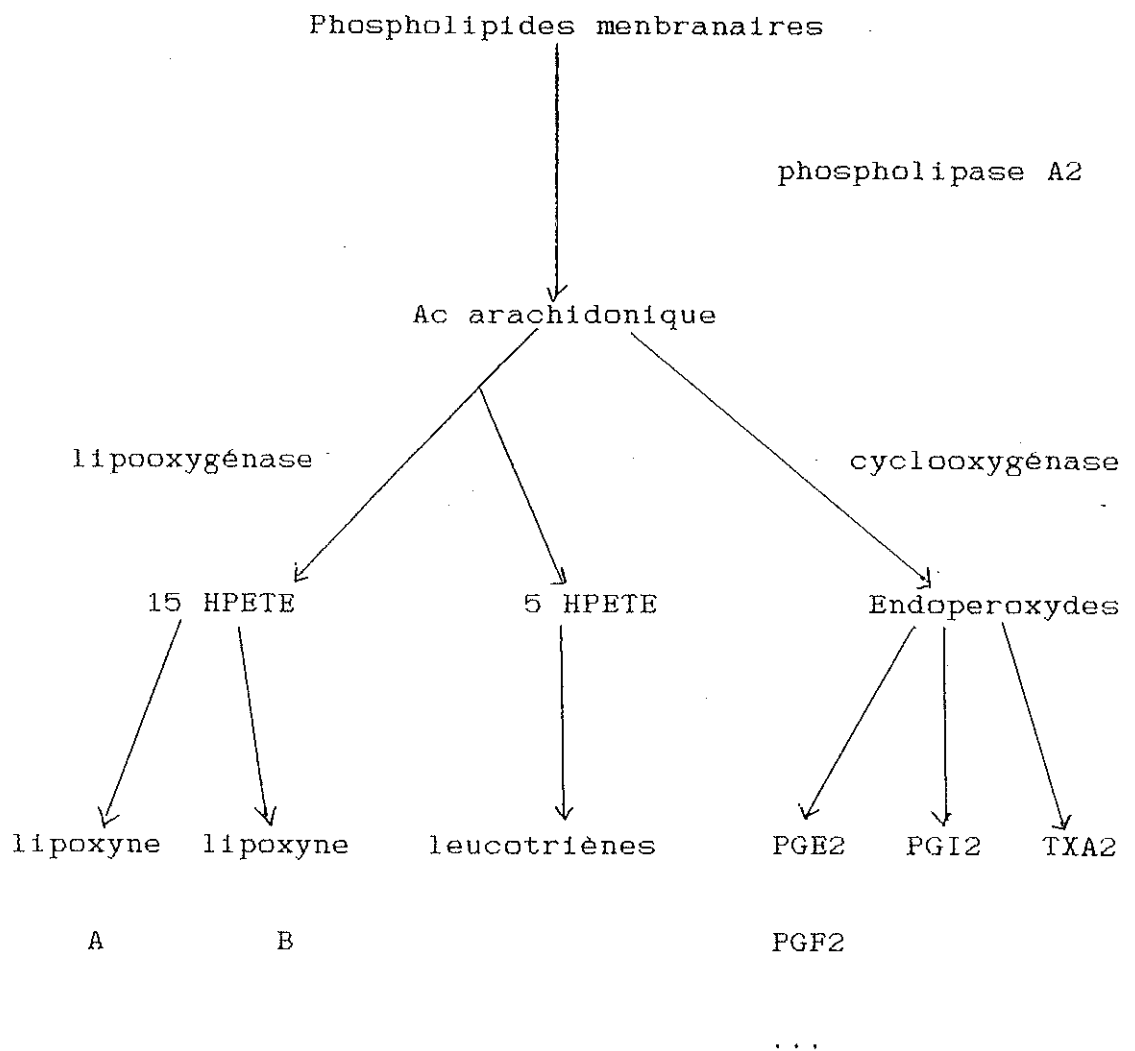 Phospholipides menbranaires
phospholipase A2
Ac arachidonique
lipooxygénase cyclooxygénase
15 HPETE 5 HPETE Endoperoxydes
lipoxyne lipoxyne leucotriènes PGE2 PGI2 TXA2
A B PGF2
...